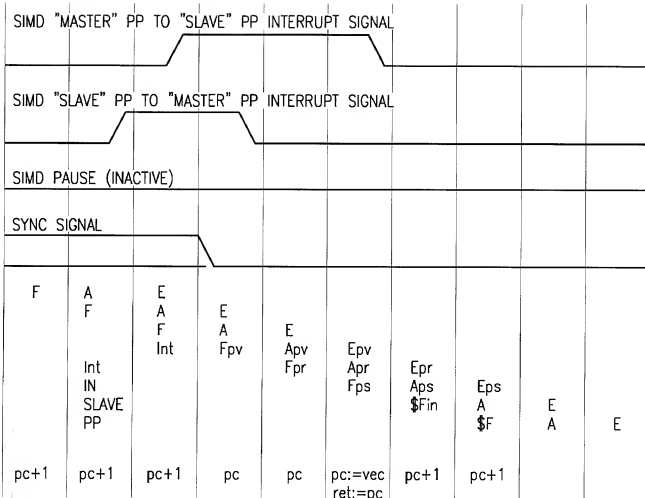 SIMD "MASTER" PP TO "SLAVE" PP INTERRUPT SIGNAL
SIMD "SLAVE" PP TO "MASTER" PP INTERRUPT SIGNAL
SIMD PAUSE (INACTIVE)
SYNC SIGNAL
F A E
F A E
F A E
Int Fpv Apv Epv
Int Fpr Apr Epr
IN Fps Aps Eps
SLAVE $Fin A E
PP $F A E
pc+1 pc+1 pc+1 pc pc pc:=vec pc+1 pc+1
ret:=pc